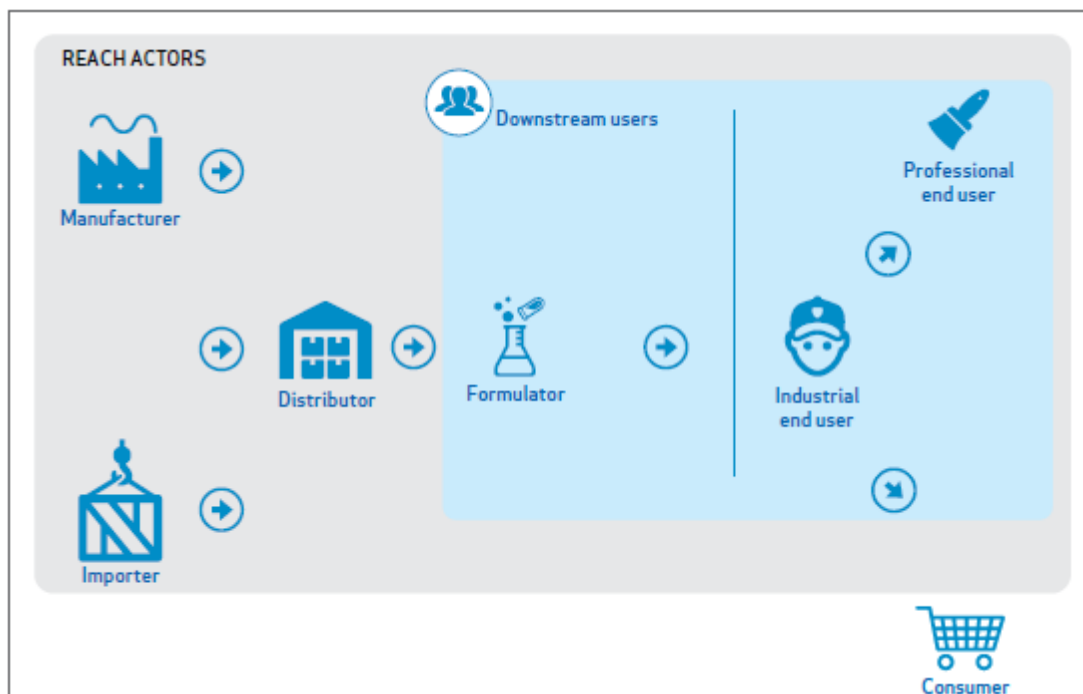 REACH ACTORS
Downstream users
Manufacturer
Professional
end user
Distributor
Formulator
Industrial
end user
Importer
Consumer